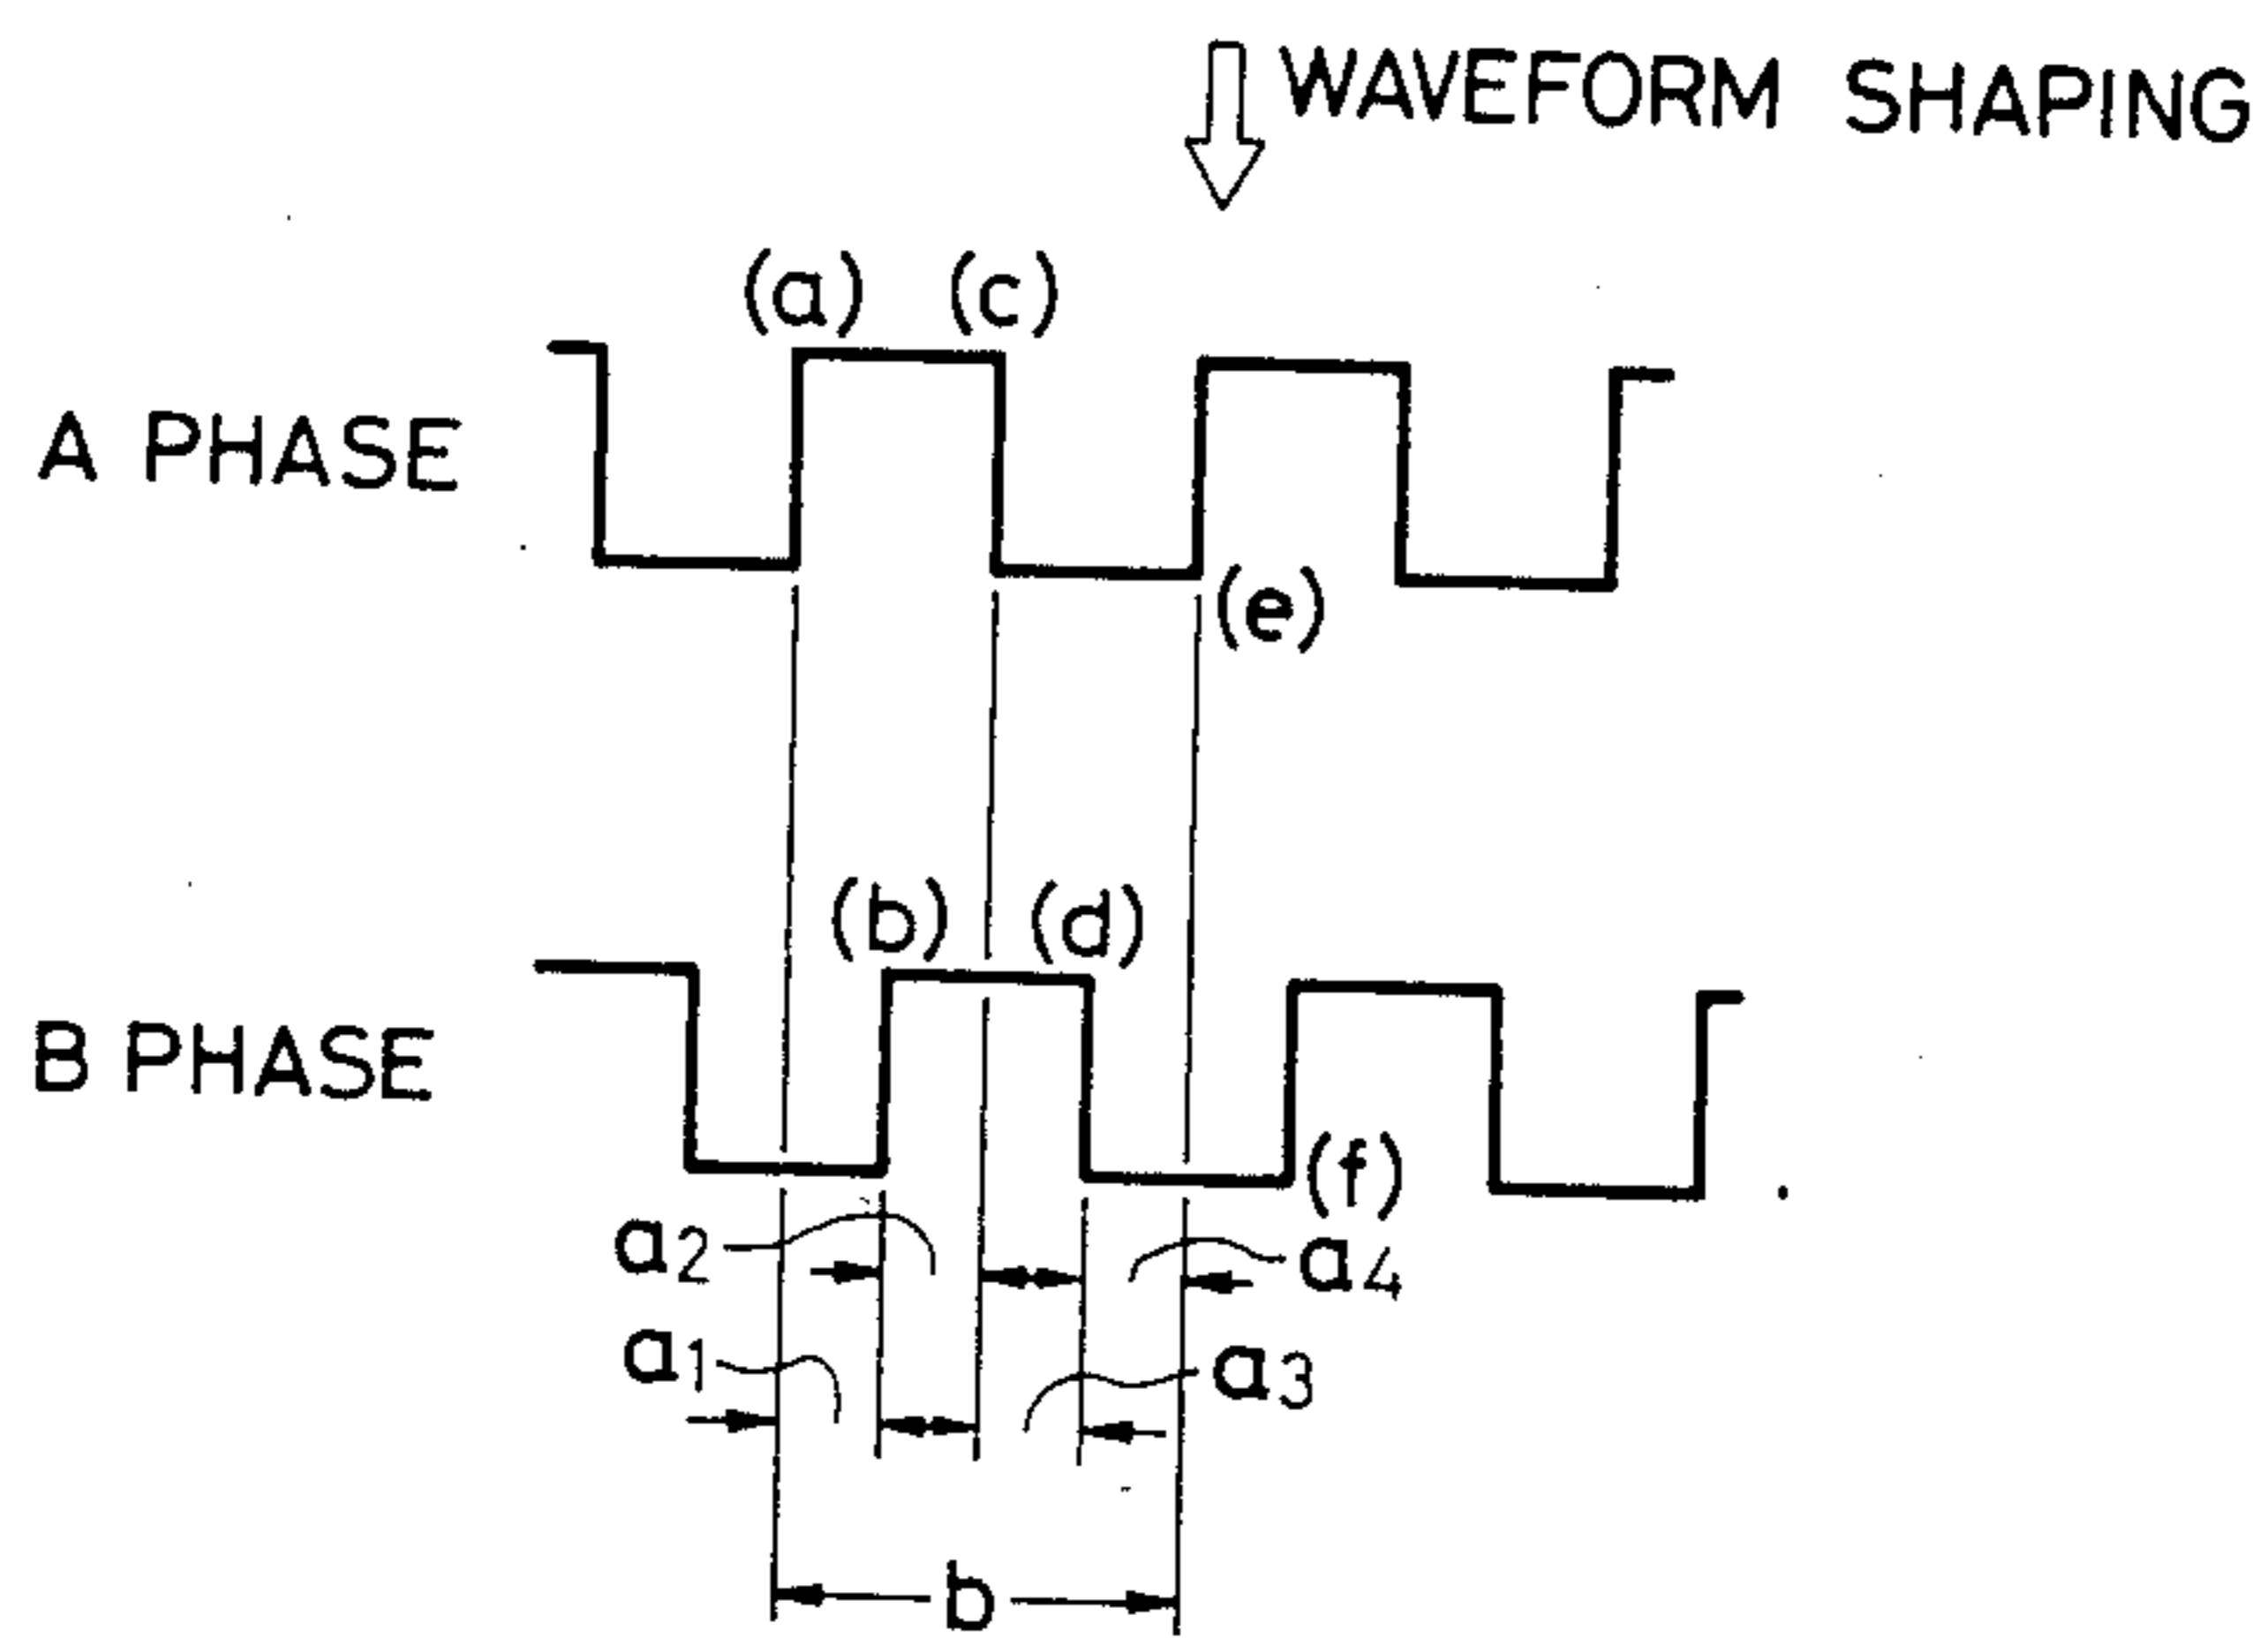 WAVEFORM SHAPING
(a) (c)
A PHASE
(e)
(b) (d)
B PHASE
(f)
a2 a4
a1 a3
b